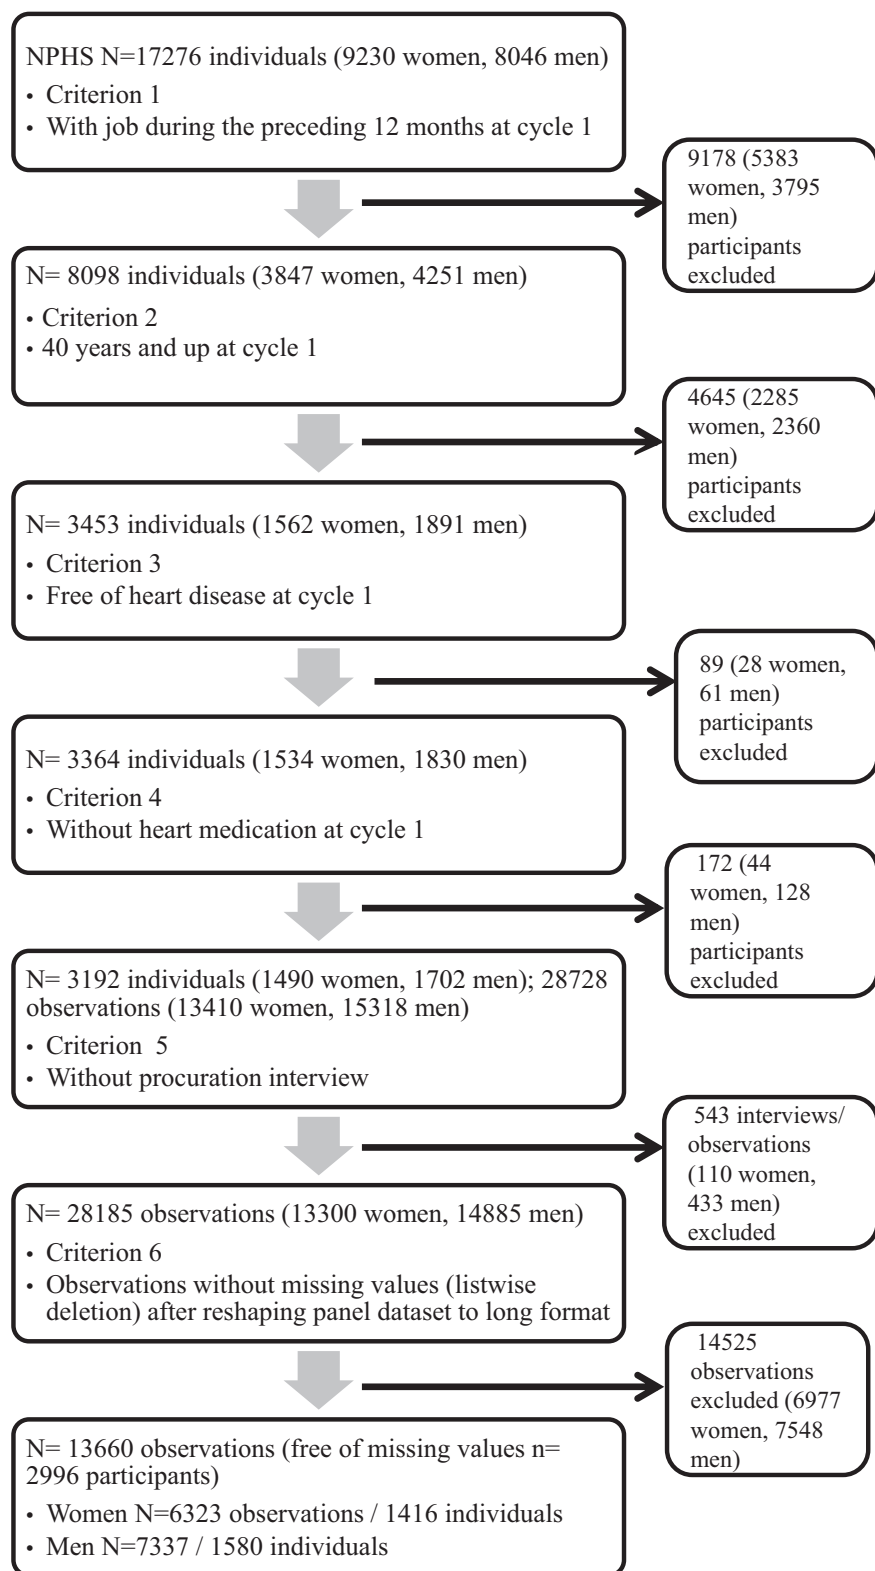 NPHS N=17276 individuals (9230 women, 8046 men)
• Criterion 1
• With job during the preceding 12 months at cycle 1
9178 (5383
women, 3795
men)
participants
excluded
N= 8098 individuals (3847 women, 4251 men)
• Criterion 2
• 40 years and up at cycle 1
4645 (2285
women, 2360
men)
participants
excluded
N= 3453 individuals (1562 women, 1891 men)
• Criterion 3
• Free of heart disease at cycle 1
89 (28 women,
61 men)
participants
excluded
N= 3364 individuals (1534 women, 1830 men)
• Criterion 4
• Without heart medication at cycle 1
172 (44
women, 128
men)
participants
excluded
N= 3192 individuals (1490 women, 1702 men); 28728
observations (13410 women, 15318 men)
• Criterion 5
• Without procuration interview
543 interviews/
observations
(110 women,
433 men)
excluded
N= 28185 observations (13300 women, 14885 men)
• Criterion 6
• Observations without missing values (listwise
deletion) after reshaping panel dataset to long format
14525
observations
excluded (6977
women, 7548
men)
N= 13660 observations (free of missing values n=
2996 participants)
• Women N=6323 observations / 1416 individuals
• Men N=7337 / 1580 individuals